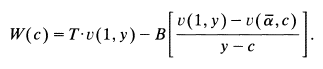 W(c) = T·v(1, y) − B[ (v(1, y) − v(ᾱ, c)) / (y − c) ].